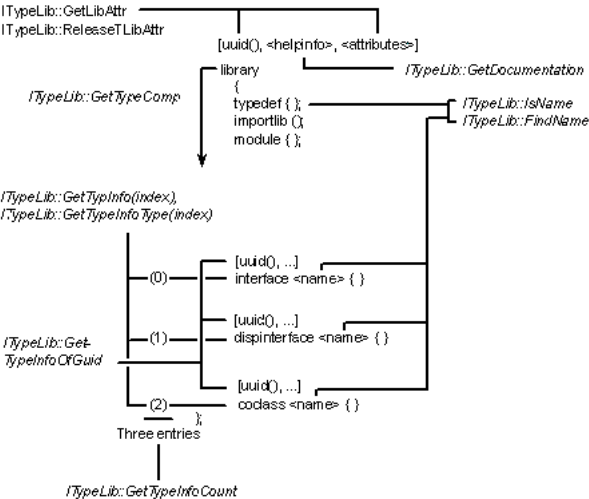 ITypeLib::GetLibAttr
ITypeLib::ReleaseTLibAttr
[uuid(), <helpinfo>, <attributes>]
library
ITypeLib::GetDocumentation
{
ITypeLib::GetTypeComp
typedef { };
ITypeLib::IsName
importlib ();
ITypeLib::FindName
module { };
ITypeLib::GetTypInfo(index),
ITypeLib::GetTypeInfoType(index)
[uuid(), ...]
(0)
interface <name> { }
[uuid(), ...]
(1)
dispinterface <name> { }
ITypeLib::Get-
TypeInfoOfGuid
[uuid(), ...]
(2)
coclass <name> { }
};
Three entries
ITypeLib::GetTypeInfoCount